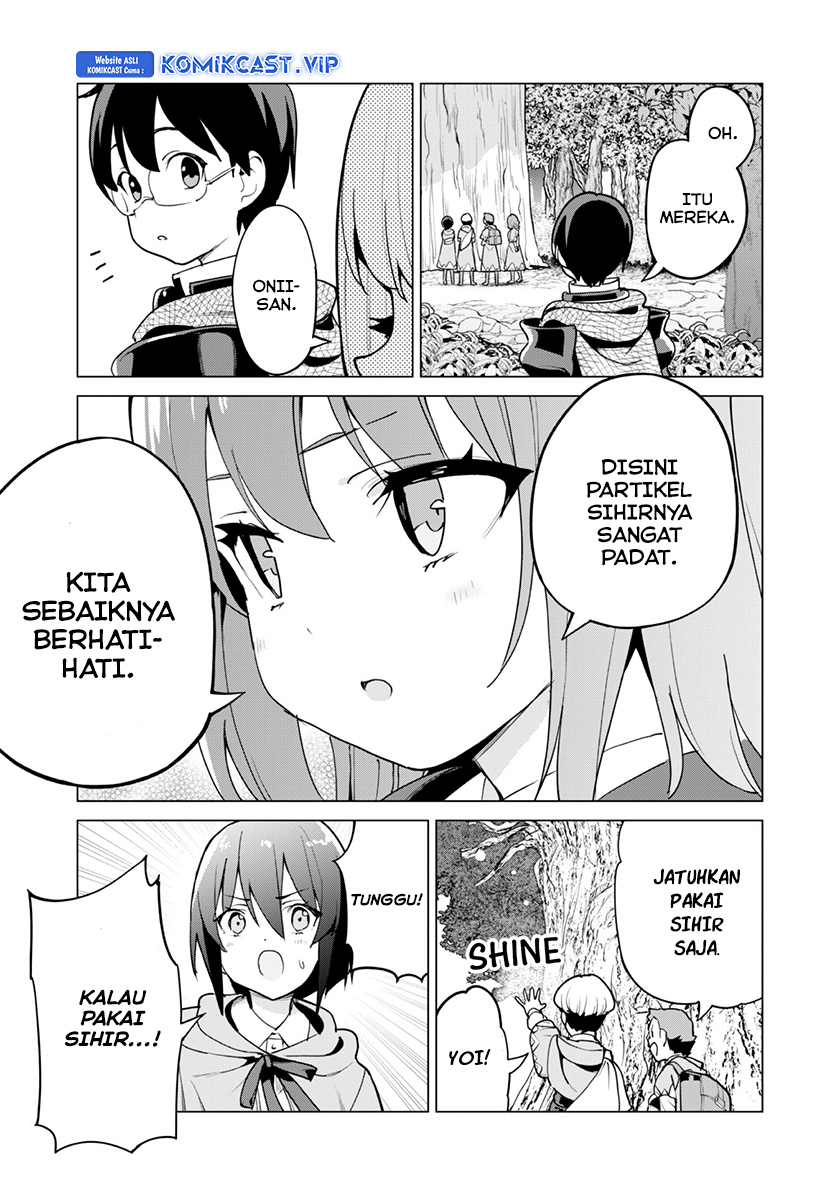 Website ASLI
KOMIKCAST Cuma :
KOMIKCAST.VIP
OH.
ITU
MEREKA.
ONII-
SAN.
DISINI
PARTIKEL
SIHIRNYA
SANGAT
PADAT.
KITA
SEBAIKNYA
BERHATI-
HATI.
JATUHKAN
PAKAI
SIHIR
SAJA.
SHINE
YOI!
TUNGGU!
KALAU
PAKAI
SIHIR...!